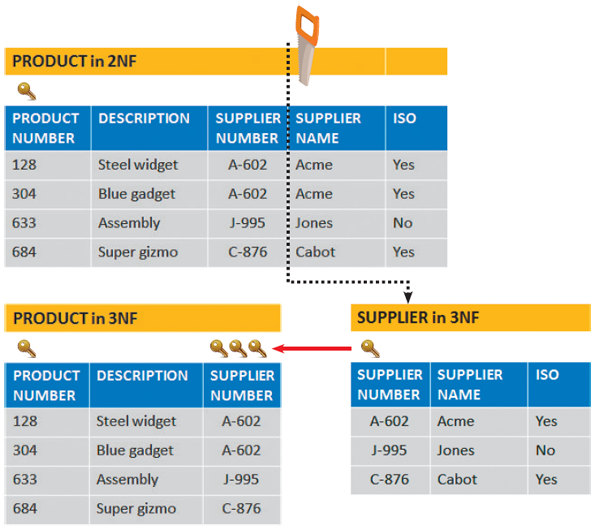 PRODUCT in 2NF
PRODUCT NUMBER DESCRIPTION SUPPLIER NUMBER SUPPLIER NAME ISO
128 Steel widget A-602 Acme Yes
304 Blue gadget A-602 Acme Yes
633 Assembly J-995 Jones No
684 Super gizmo C-876 Cabot Yes
PRODUCT in 3NF
PRODUCT NUMBER DESCRIPTION SUPPLIER NUMBER
128 Steel widget A-602
304 Blue gadget A-602
633 Assembly J-995
684 Super gizmo C-876
SUPPLIER in 3NF
SUPPLIER NUMBER SUPPLIER NAME ISO
A-602 Acme Yes
J-995 Jones No
C-876 Cabot Yes